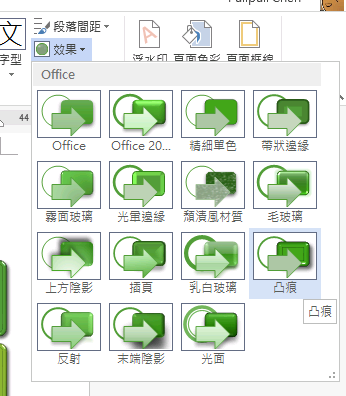 Pulipuli Chen
文
段落間距
字型
效果
浮水印
頁面色彩
頁面框線
44
Office
Office
Office 20...
精細單色
帶狀邊緣
霧面玻璃
光暈邊緣
頹漬風材質
毛玻璃
上方陰影
插頁
乳白玻璃
凸痕
凸痕
反射
末端陰影
光面